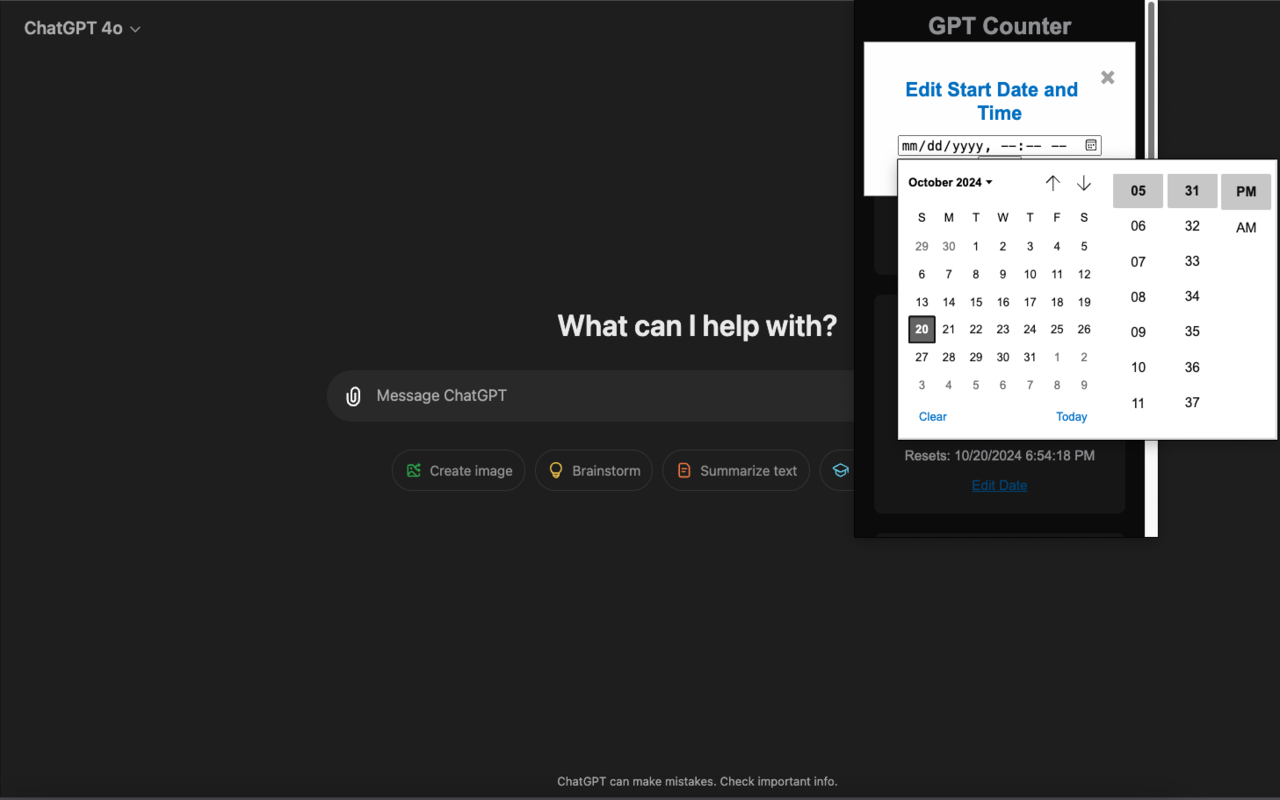 ChatGPT 4o
GPT Counter
Edit Start Date and
Time
mm/dd/yyyy, --:-- --
October 2024
S M T W T F S
29 30 1 2 3 4 5
6 7 8 9 10 11 12
13 14 15 16 17 18 19
20 21 22 23 24 25 26
27 28 29 30 31 1 2
3 4 5 6 7 8 9
Clear Today
05 31 PM
06 32 AM
07 33
08 34
09 35
10 36
11 37
Resets: 10/20/2024 6:54:18 PM
Edit Date
What can I help with?
Message ChatGPT
Create image Brainstorm Summarize text
ChatGPT can make mistakes. Check important info.